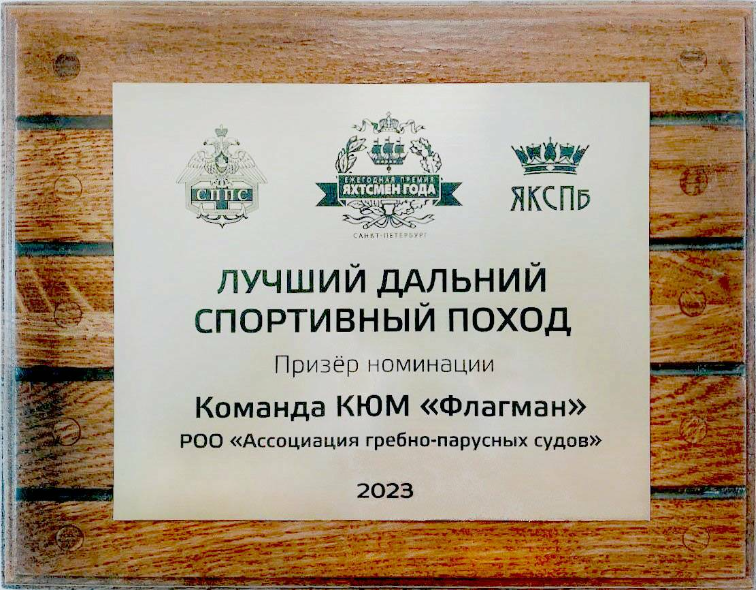 СППС
ЕЖЕГОДНАЯ ПРЕМИЯ
ЯХТСМЕН ГОДА
САНКТ-ПЕТЕРБУРГ
ЯКСПб
ЛУЧШИЙ ДАЛЬНИЙ
СПОРТИВНЫЙ ПОХОД
Призёр номинации
Команда КЮМ «Флагман»
РОО «Ассоциация гребно-парусных судов»
2023